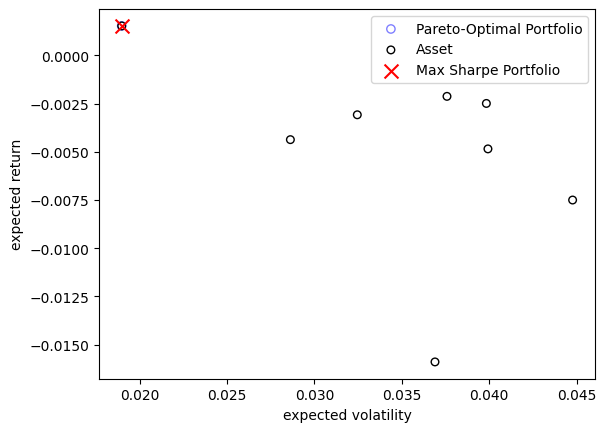 Pareto-Optimal Portfolio
Asset
Max Sharpe Portfolio
0.0000
−0.0025
−0.0050
−0.0075
−0.0100
−0.0125
−0.0150
expected return
0.020 0.025 0.030 0.035 0.040 0.045
expected volatility